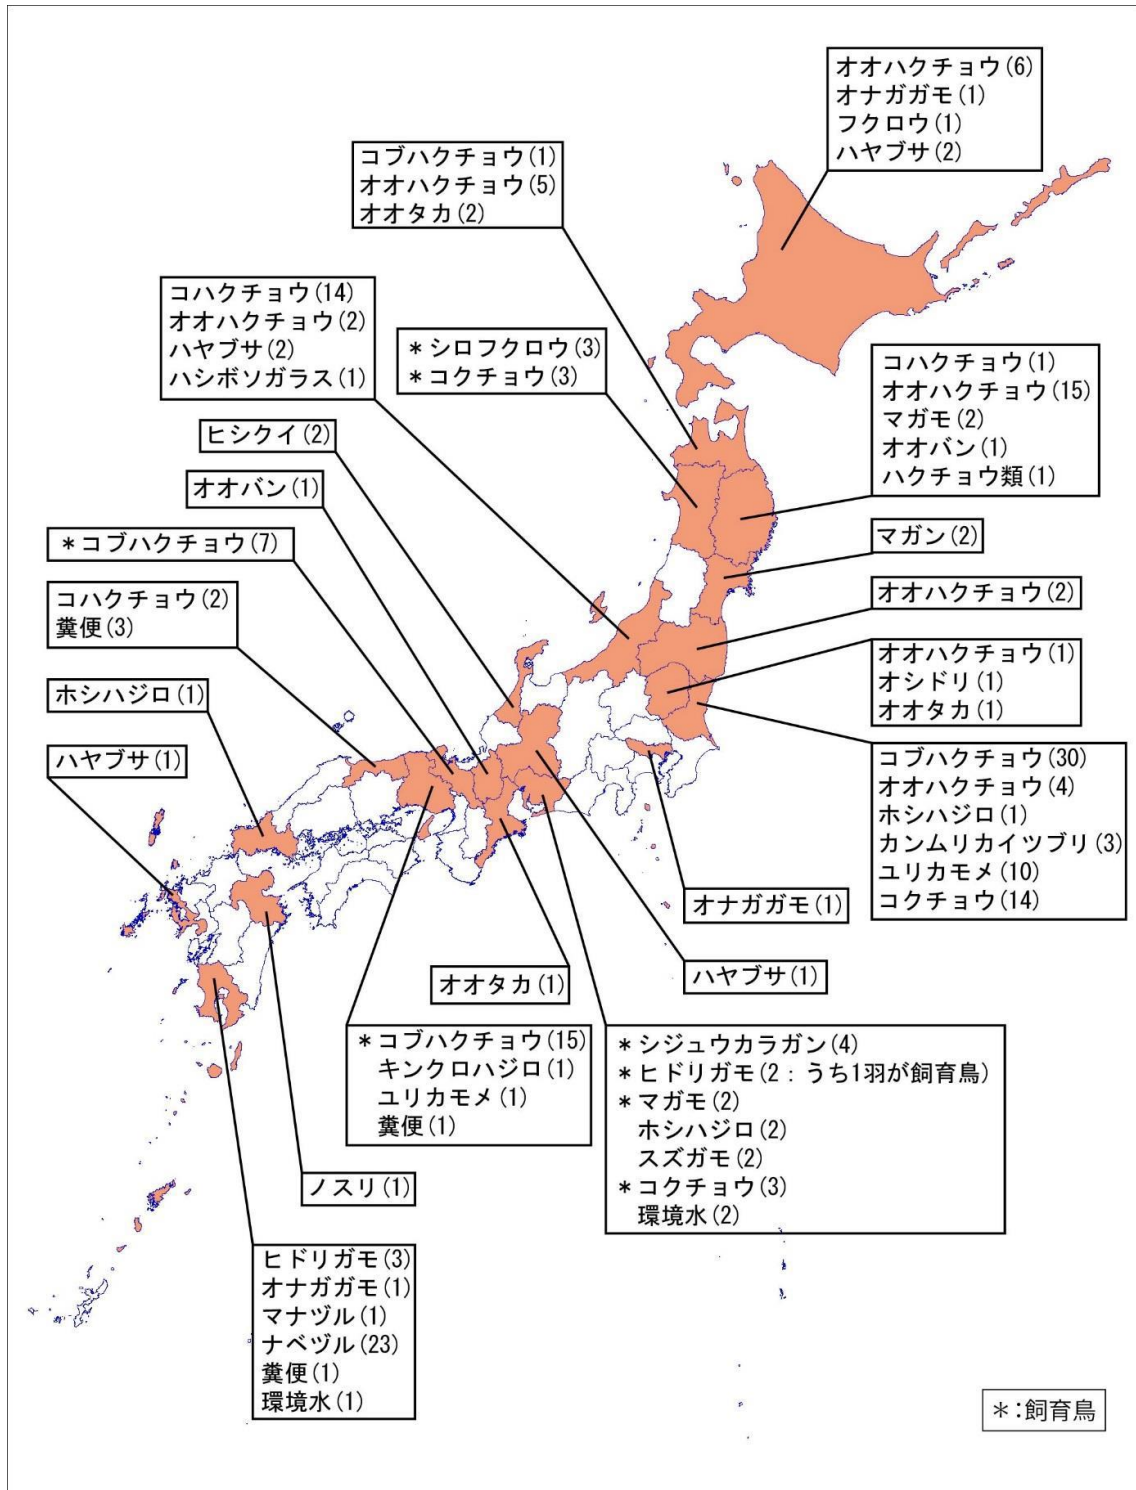 オオハクチョウ(6)
オナガガモ(1)
フクロウ(1)
ハヤブサ(2)
コブハクチョウ(1)
オオハクチョウ(5)
オオタカ(2)
コハクチョウ(14)
オオハクチョウ(2)
ハヤブサ(2)
ハシボソガラス(1)
*シロフクロウ(3)
*コクチョウ(3)
コハクチョウ(1)
オオハクチョウ(15)
マガモ(2)
オオバン(1)
ハクチョウ類(1)
ヒシクイ(2)
オオバン(1)
*コブハクチョウ(7)
コハクチョウ(2)
糞便(3)
ホシハジロ(1)
ハヤブサ(1)
マガン(2)
オオハクチョウ(2)
オオハクチョウ(1)
オシドリ(1)
オオタカ(1)
コブハクチョウ(30)
オオハクチョウ(4)
ホシハジロ(1)
カンムリカイツブリ(3)
ユリカモメ(10)
コクチョウ(14)
オナガガモ(1)
ハヤブサ(1)
オオタカ(1)
*コブハクチョウ(15)
キンクロハジロ(1)
ユリカモメ(1)
糞便(1)
*シジュウカラガン(4)
*ヒドリガモ(2:うち1羽が飼育鳥)
*マガモ(2)
ホシハジロ(2)
スズガモ(2)
*コクチョウ(3)
環境水(2)
ノスリ(1)
ヒドリガモ(3)
オナガガモ(1)
マナヅル(1)
ナベヅル(23)
糞便(1)
環境水(1)
*:飼育鳥